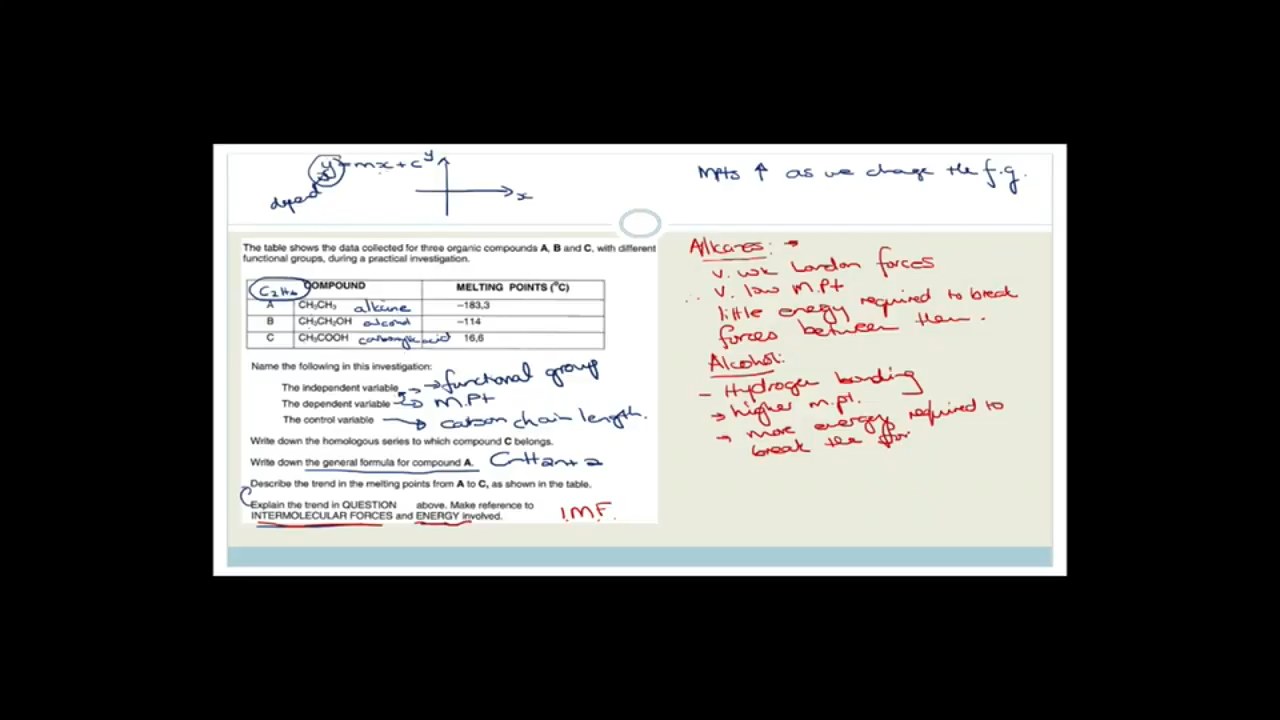 y = mx + c
y
x
depend
Mpts ↑ as we change the f.g.
The table shows the data collected for three organic compounds A, B and C, with different
functional groups, during a practical investigation.
COMPOUND MELTING POINTS (°C)
A CH₃CH₃ alkane −183,3
B CH₃CH₂OH alcohol −114
C CH₃COOH carboxylic acid 16,6
Name the following in this investigation:
The independent variable → functional group
The dependent variable → M.Pt
The control variable → carbon chain length.
Write down the homologous series to which compound C belongs.
Write down the general formula for compound A. CnH2n+2
Describe the trend in the melting points from A to C, as shown in the table.
Explain the trend in QUESTION above. Make reference to
INTERMOLECULAR FORCES and ENERGY involved.
I.M.F.
Alkanes: →
v. wk London forces
∴ v. low M.Pt
little energy required to break
forces between them.
Alcohol:
- Hydrogen bonding
→ higher m.pt.
→ more energy required to
break the for